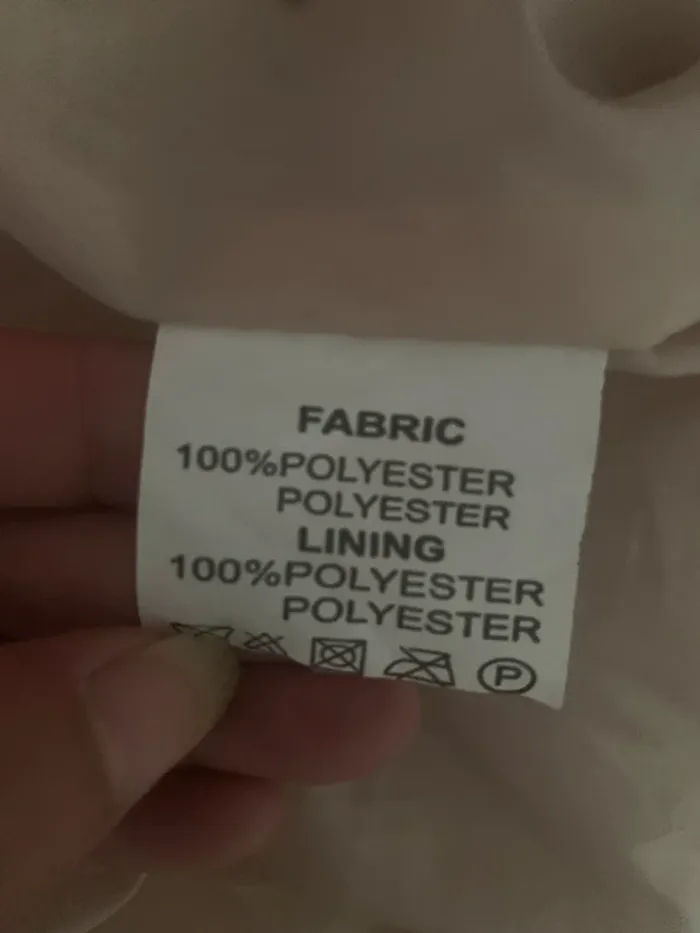 FABRIC
100%POLYESTER
POLYESTER
LINING
100%POLYESTER
POLYESTER
P